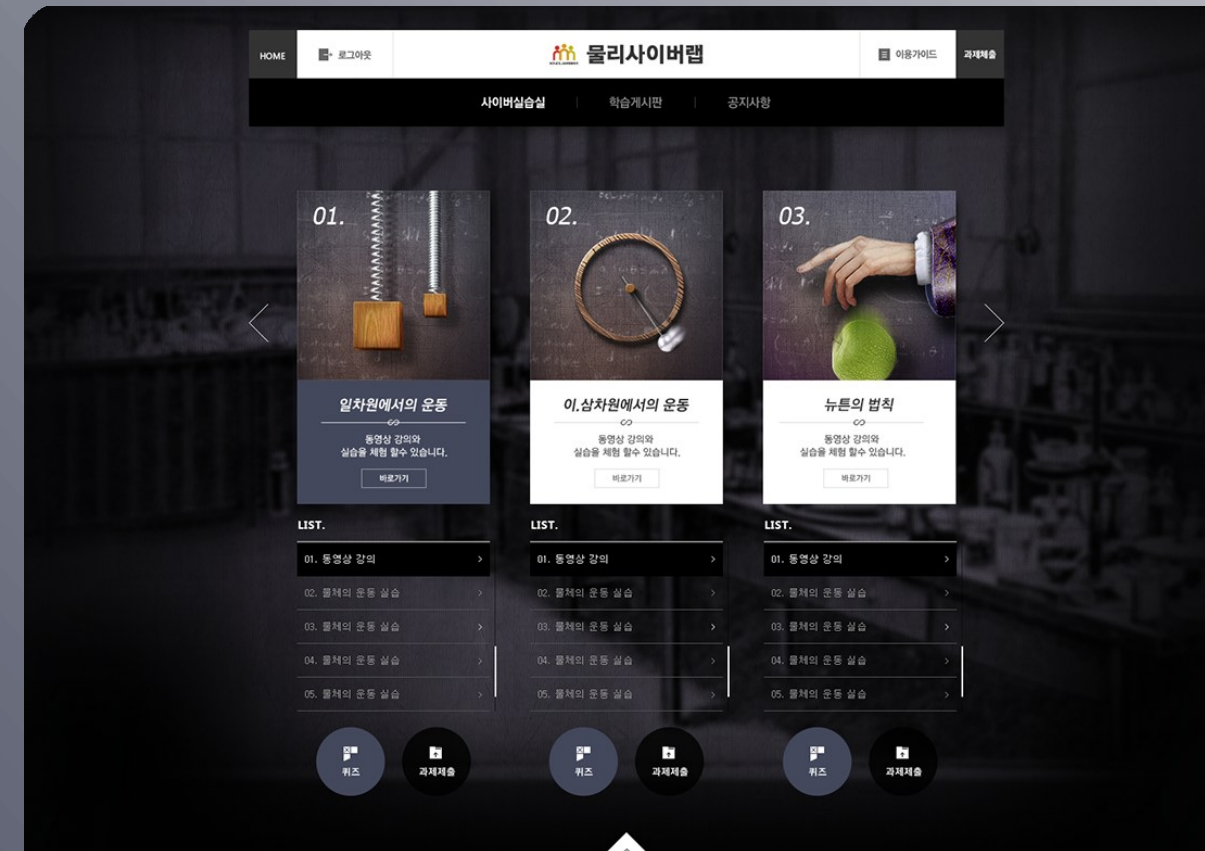 HOME
로그아웃
물리사이버랩
이용가이드
과제제출
사이버실습실
학습게시판
공지사항
01.
일차원에서의 운동
동영상 강의와
실습을 체험 할수 있습니다.
바로가기
LIST.
01. 동영상 강의
02. 물체의 운동 실습
03. 물체의 운동 실습
04. 물체의 운동 실습
05. 물체의 운동 실습
퀴즈
과제제출
02.
이.삼차원에서의 운동
동영상 강의와
실습을 체험 할수 있습니다.
바로가기
LIST.
01. 동영상 강의
02. 물체의 운동 실습
03. 물체의 운동 실습
04. 물체의 운동 실습
05. 물체의 운동 실습
퀴즈
과제제출
03.
뉴튼의 법칙
동영상 강의와
실습을 체험 할수 있습니다.
바로가기
LIST.
01. 동영상 강의
02. 물체의 운동 실습
03. 물체의 운동 실습
04. 물체의 운동 실습
05. 물체의 운동 실습
퀴즈
과제제출